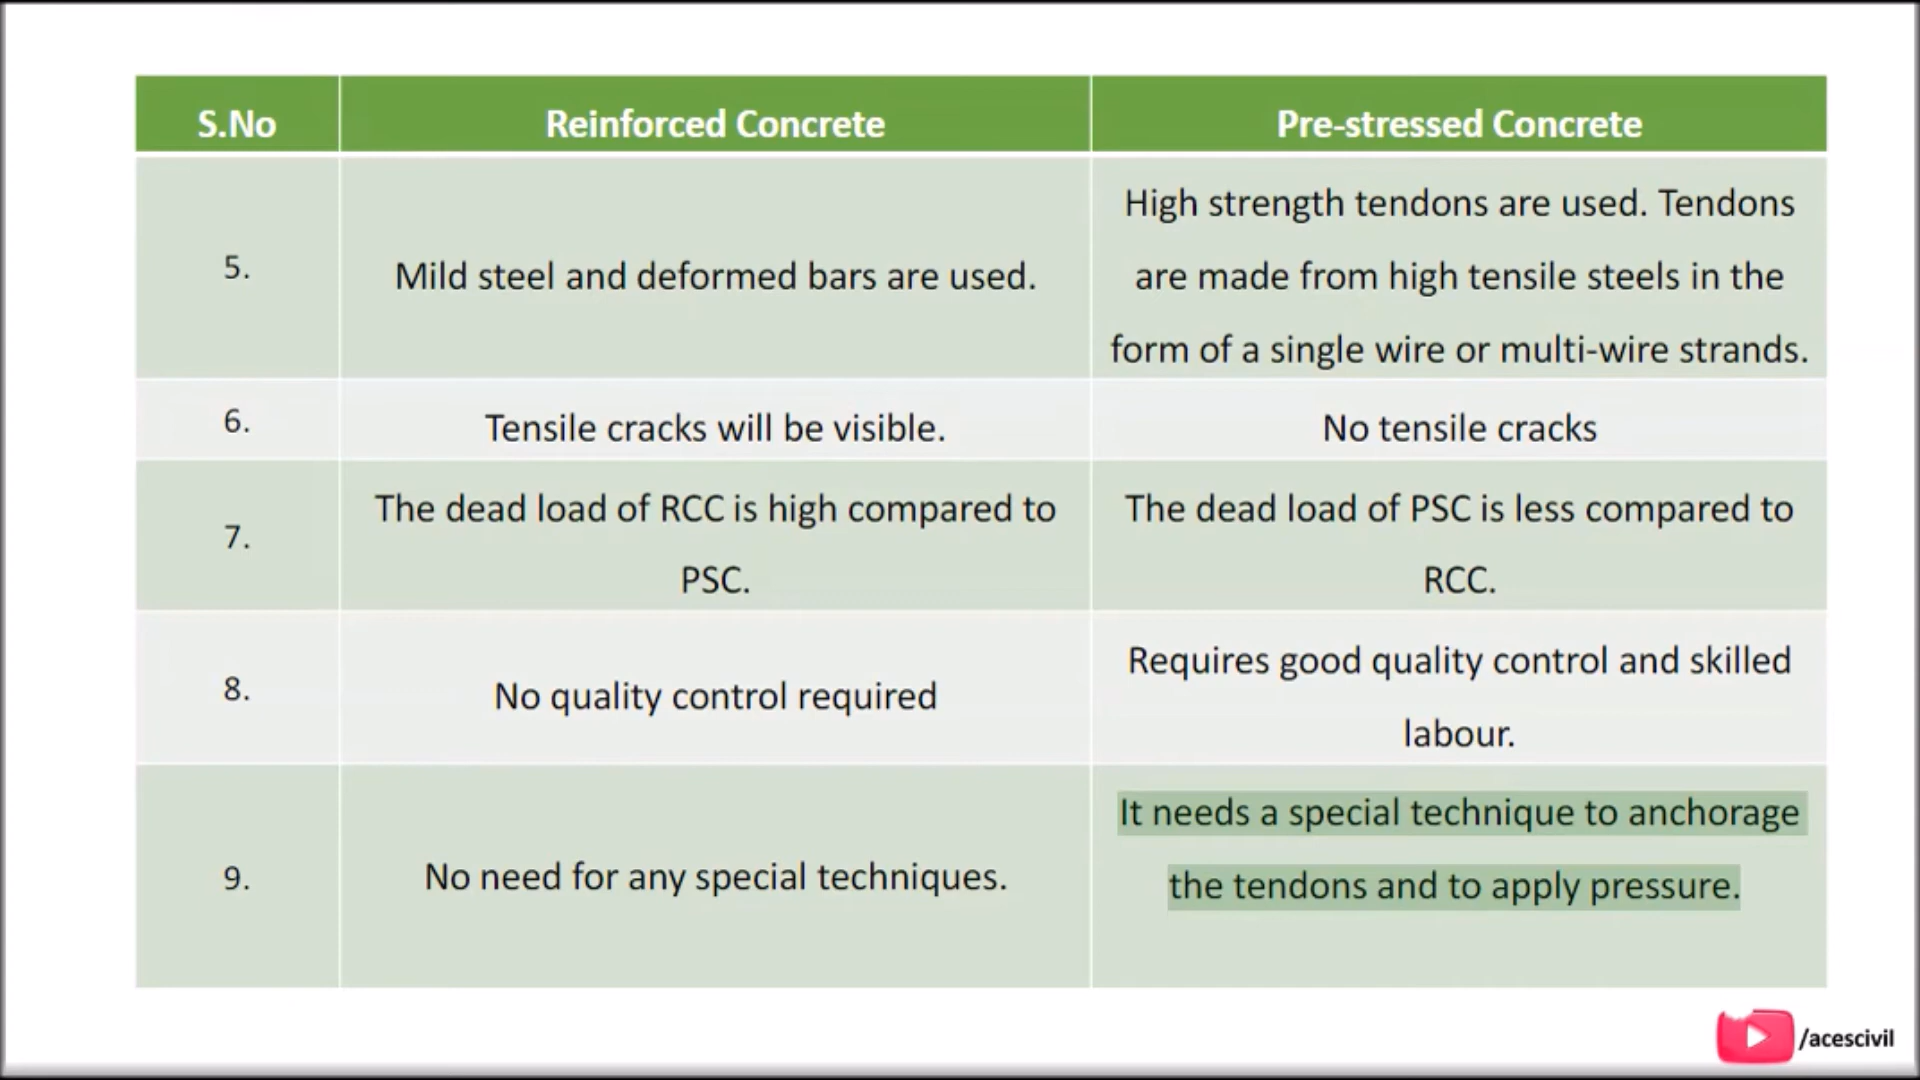 S.No Reinforced Concrete Pre-stressed Concrete
5.
Mild steel and deformed bars are used.
High strength tendons are used. Tendons
are made from high tensile steels in the
form of a single wire or multi-wire strands.
6.
Tensile cracks will be visible.
No tensile cracks
7.
The dead load of RCC is high compared to
PSC.
The dead load of PSC is less compared to
RCC.
8.
No quality control required
Requires good quality control and skilled
labour.
9.
No need for any special techniques.
It needs a special technique to anchorage
the tendons and to apply pressure.
/acescivil